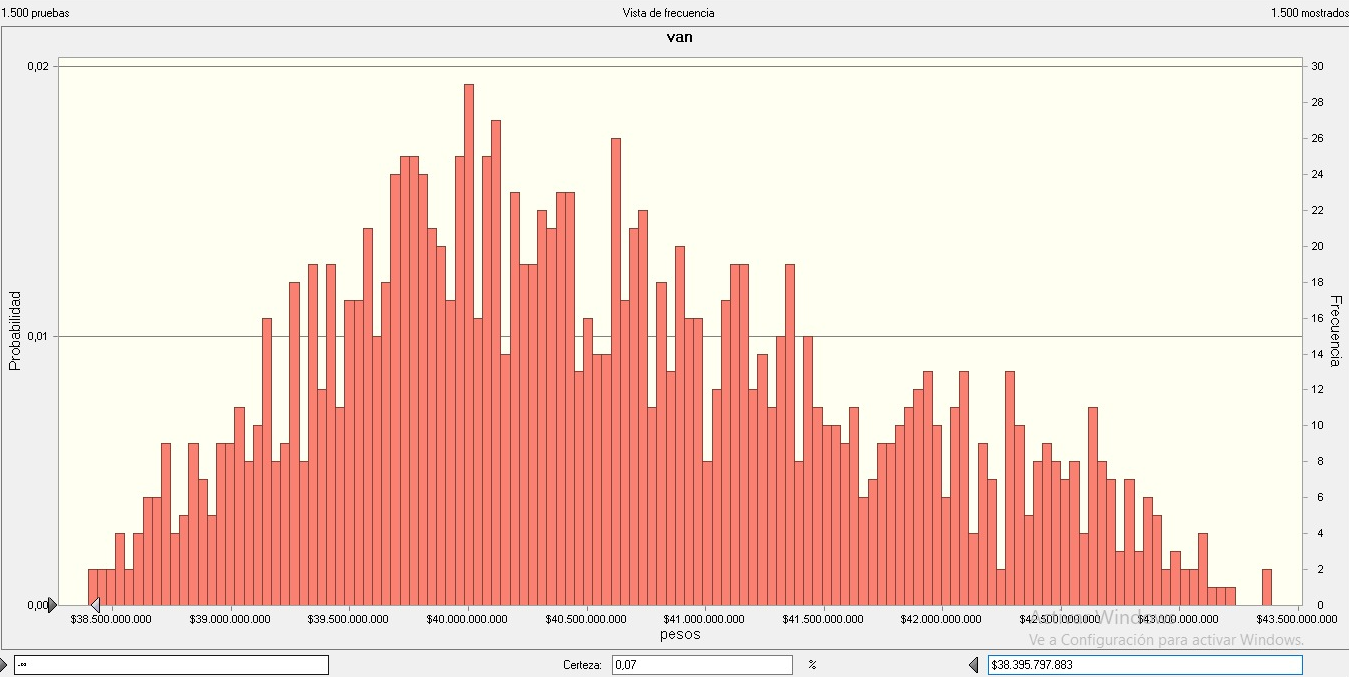 1.500 pruebas Vista de frecuencia 1.500 mostrados
van
0,02 30
28
26
24
22
20
18
Probabilidad Frecuencia
16
0,01
14
12
10
8
6
4
2
0,00 0
$38.500.000.000 $39.000.000.000 $39.500.000.000 $40.000.000.000 $40.500.000.000 $41.000.000.000 $41.500.000.000 $42.000.000.000 $42.500.000.000 $43.000.000.000 $43.500.000.000
Activar Windows
pesos
Ve a Configuración para activar Windows.
-∞ Certeza: 0,07 % $38.395.797.883